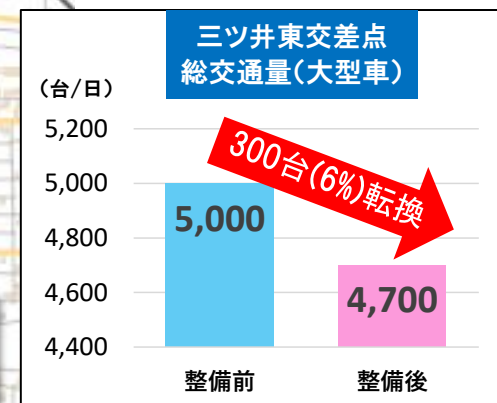 三ツ井東交差点
総交通量(大型車)
(台/日)
5,200
5,000
4,800
4,600
4,400
300台(6%)転換
5,000
4,700
整備前
整備後